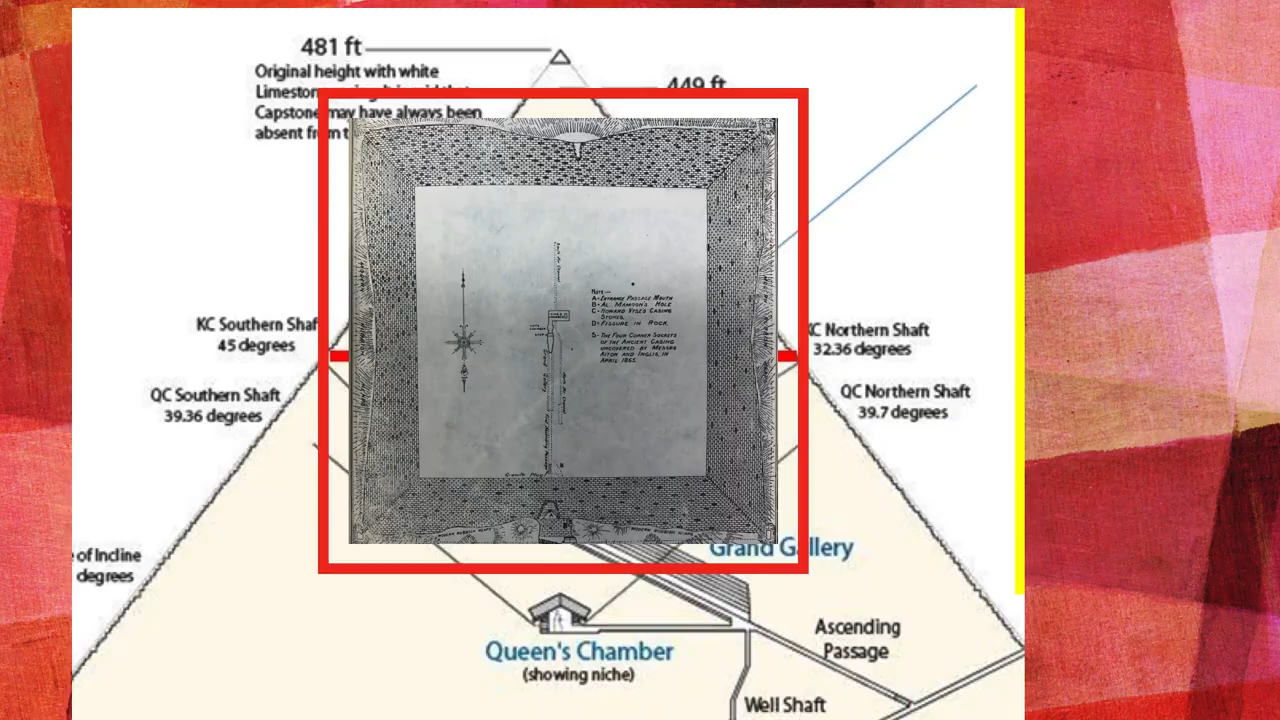 481 ft
Original height with white
Limeston
Capstone may have always been
absent from t
449 ft
KC Southern Shaf
45 degrees
KC Northern Shaft
32.36 degrees
QC Southern Shaft
39.36 degrees
QC Northern Shaft
39.7 degrees
NOTE:—
A-ENTRANCE PASSAGE MOUTH
B-AL MAMOON'S HOLE
C-HOWARD VYSE'S CASING
STONES.
D-FISSURE IN ROCK.
S-THE FOUR CORNER SOCKETS
OF THE ANCIENT CASING
UNCOVERED BY MESSRS
AITON AND INGLIS, IN
APRIL 1865.
Grand Gallery
of Incline
degrees
Queen's Chamber
(showing niche)
Ascending
Passage
Well Shaft